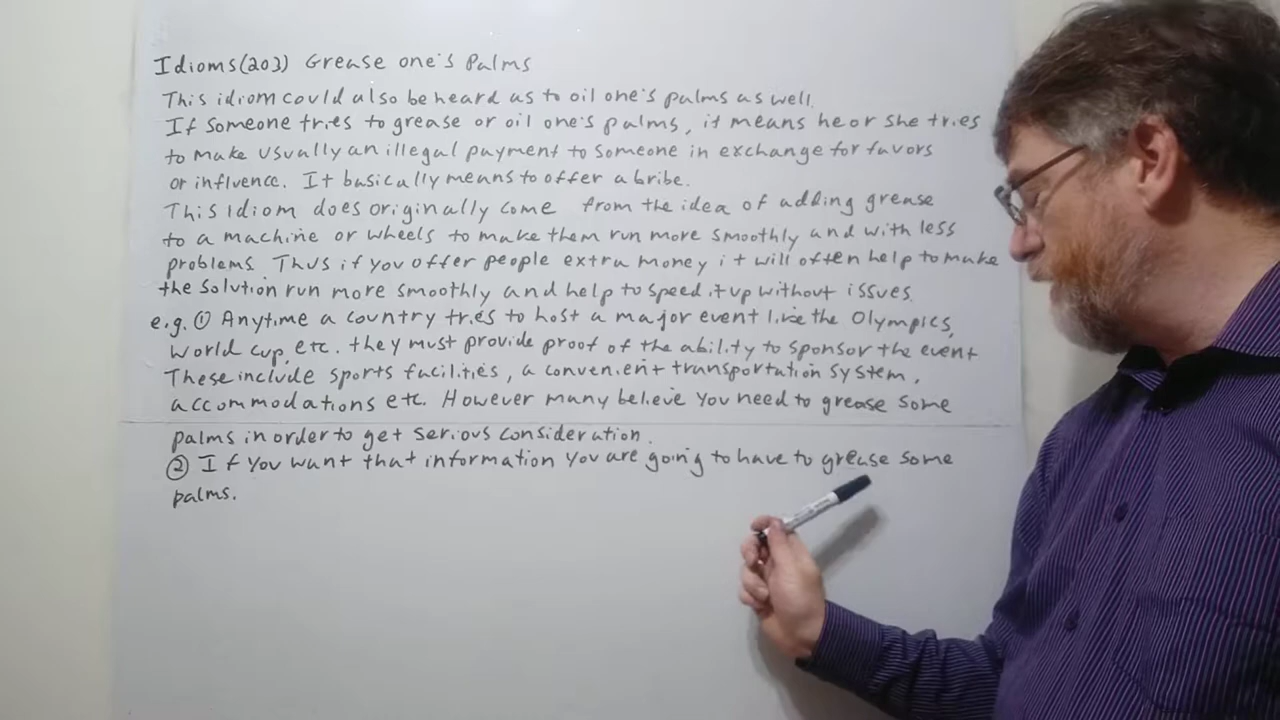 Idioms(203) Grease one's Palms
This idiom could also be heard as to oil one's palms as well.
If someone tries to grease or oil one's palms, it means he or she tries
to make usually an illegal payment to someone in exchange for favors
or influence. It basically means to offer a bribe.
This Idiom does originally come from the idea of adding grease
to a machine or wheels to make them run more smoothly and with less
problems. Thus if you offer people extra money it will often help to make
the solution run more smoothly and help to speed it up without issues.
e.g. ① Anytime a country tries to host a major event like the Olympics,
World cup, etc. they must provide proof of the ability to sponsor the event
These include sports facilities, a convenient transportation system,
accommodations etc. However many believe you need to grease some
palms in order to get serious consideration.
② If you want that information you are going to have to grease some
palms.